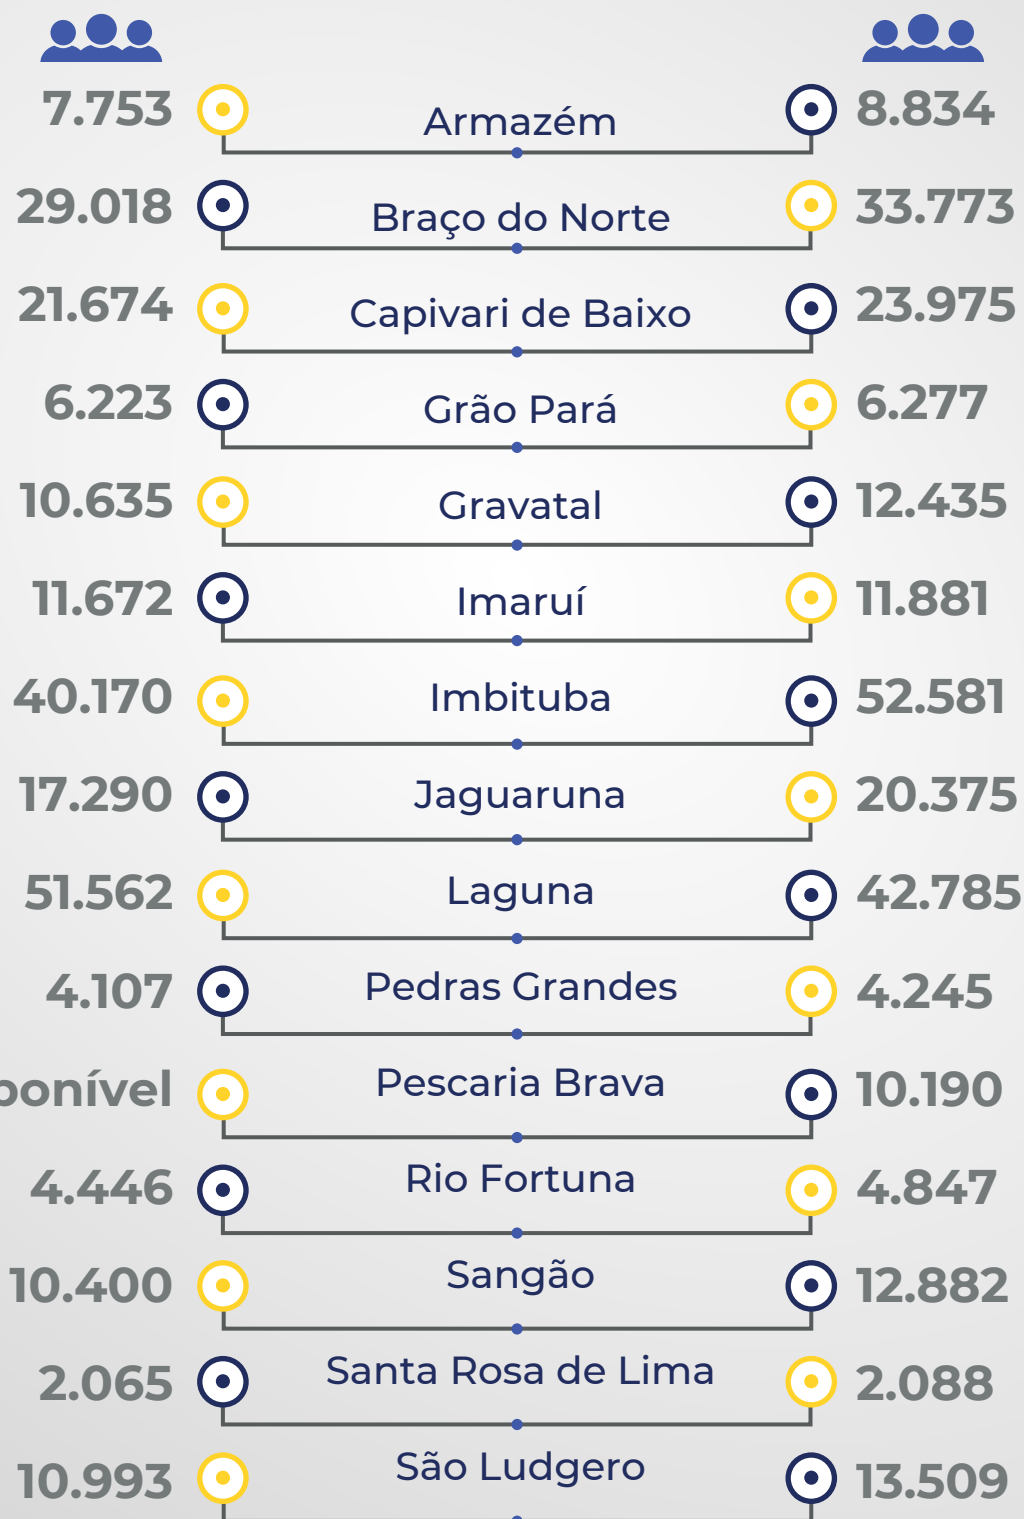 7.753 Armazém 8.834
29.018 Braço do Norte 33.773
21.674 Capivari de Baixo 23.975
6.223 Grão Pará 6.277
10.635 Gravatal 12.435
11.672 Imaruí 11.881
40.170 Imbituba 52.581
17.290 Jaguaruna 20.375
51.562 Laguna 42.785
4.107 Pedras Grandes 4.245
ponível Pescaria Brava 10.190
4.446 Rio Fortuna 4.847
10.400 Sangão 12.882
2.065 Santa Rosa de Lima 2.088
10.993 São Ludgero 13.509